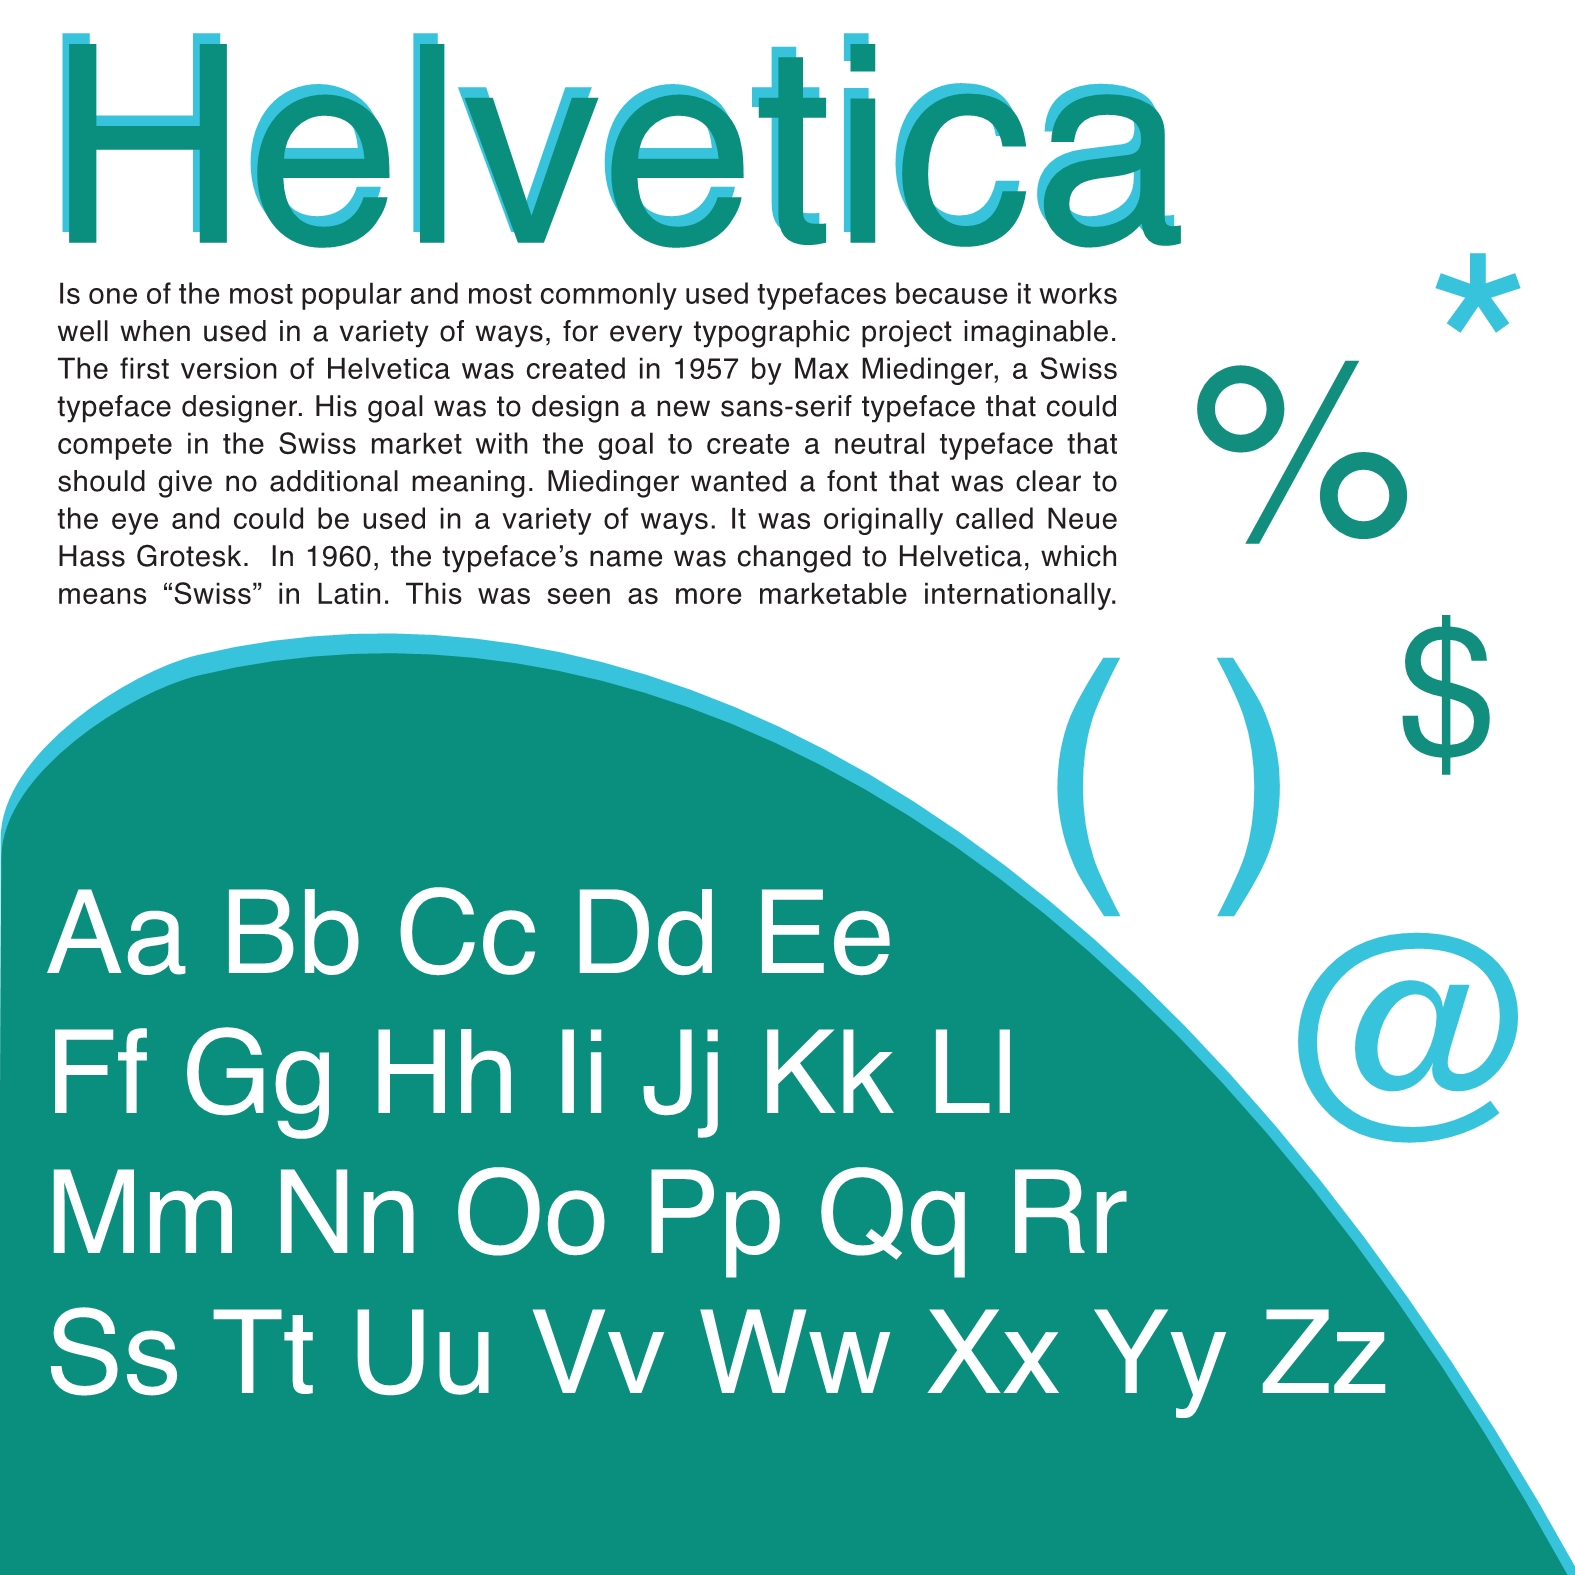 Helvetica
Is one of the most popular and most commonly used typefaces because it works
well when used in a variety of ways, for every typographic project imaginable.
The first version of Helvetica was created in 1957 by Max Miedinger, a Swiss
typeface designer. His goal was to design a new sans-serif typeface that could
compete in the Swiss market with the goal to create a neutral typeface that
should give no additional meaning. Miedinger wanted a font that was clear to
the eye and could be used in a variety of ways. It was originally called Neue
Hass Grotesk.  In 1960, the typeface’s name was changed to Helvetica, which
means “Swiss” in Latin. This was seen as more marketable internationally.
*
%
$
( )
@
Aa Bb Cc Dd Ee
Ff Gg Hh Ii Jj Kk Ll
Mm Nn Oo Pp Qq Rr
Ss Tt Uu Vv Ww Xx Yy Zz